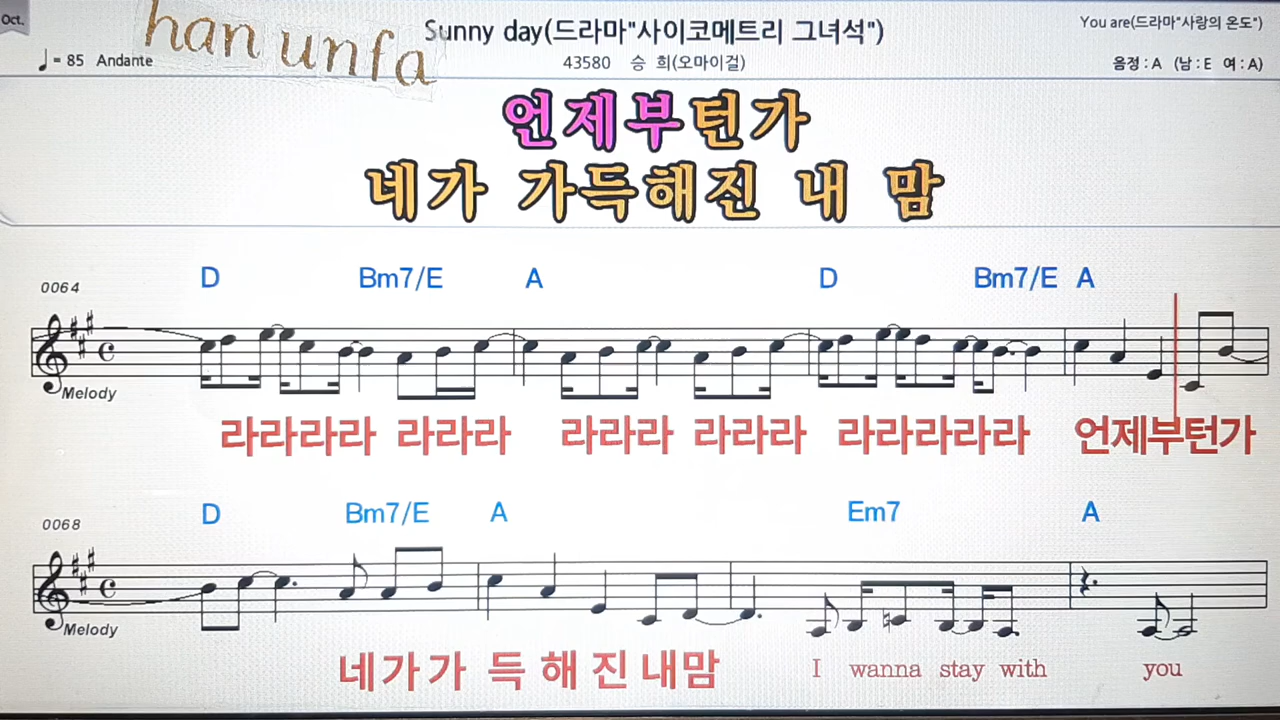 Oct.
han unfa
Sunny day(드라마"사이코메트리 그녀석")
You are(드라마"사랑의 온도")
♩= 85 Andante
43580 승 희(오마이걸)
음정 : A (남 : E 여 : A)
언제부턴가
네가 가득해진 내 맘
D Bm7/E A D Bm7/E A
0064
Melody
라라라라 라라라 라라라 라라라 라라라라라 언제부턴가
D Bm7/E A Em7 A
0068
Melody
네가가 득 해 진 내맘 I wanna stay with you